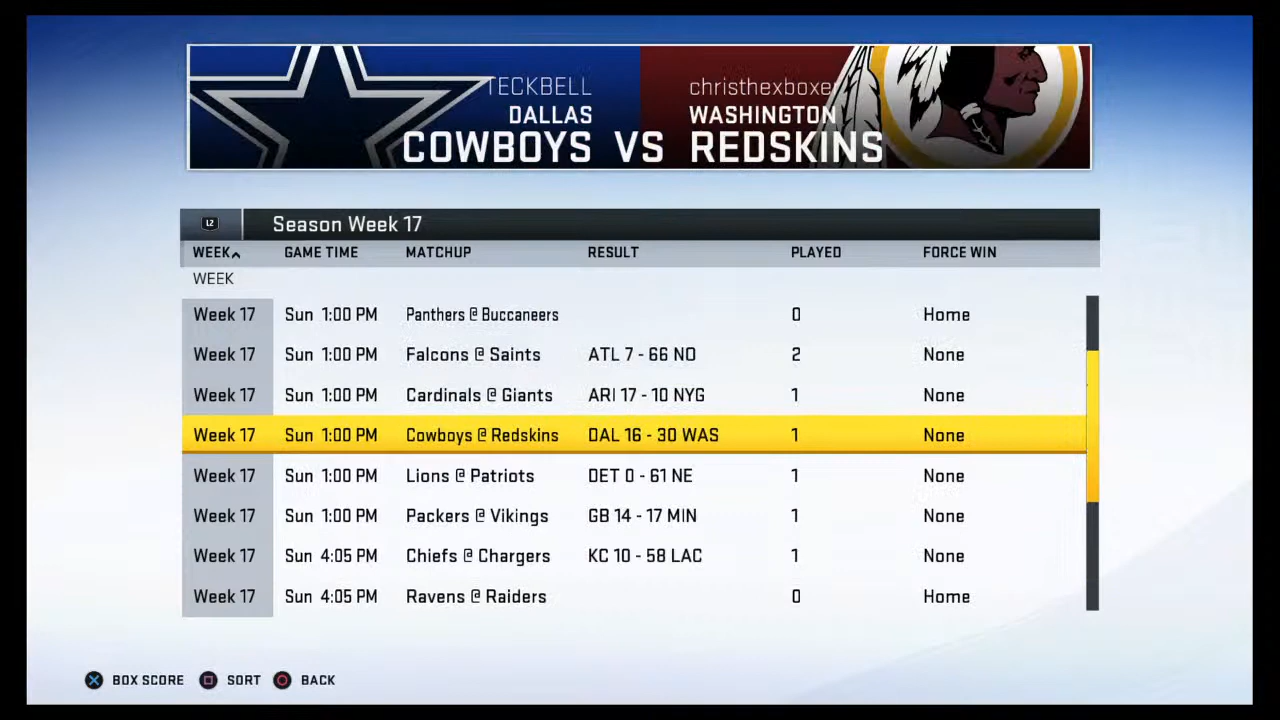 TECKBELL christhexboxer
DALLAS WASHINGTON
COWBOYS VS REDSKINS
L2 Season Week 17
WEEK GAME TIME MATCHUP RESULT PLAYED FORCE WIN
WEEK
Week 17 Sun 1:00 PM Panthers @ Buccaneers 0 Home
Week 17 Sun 1:00 PM Falcons @ Saints ATL 7 - 66 NO 2 None
Week 17 Sun 1:00 PM Cardinals @ Giants ARI 17 - 10 NYG 1 None
Week 17 Sun 1:00 PM Cowboys @ Redskins DAL 16 - 30 WAS 1 None
Week 17 Sun 1:00 PM Lions @ Patriots DET 0 - 61 NE 1 None
Week 17 Sun 1:00 PM Packers @ Vikings GB 14 - 17 MIN 1 None
Week 17 Sun 4:05 PM Chiefs @ Chargers KC 10 - 58 LAC 1 None
Week 17 Sun 4:05 PM Ravens @ Raiders 0 Home
BOX SCORE SORT BACK